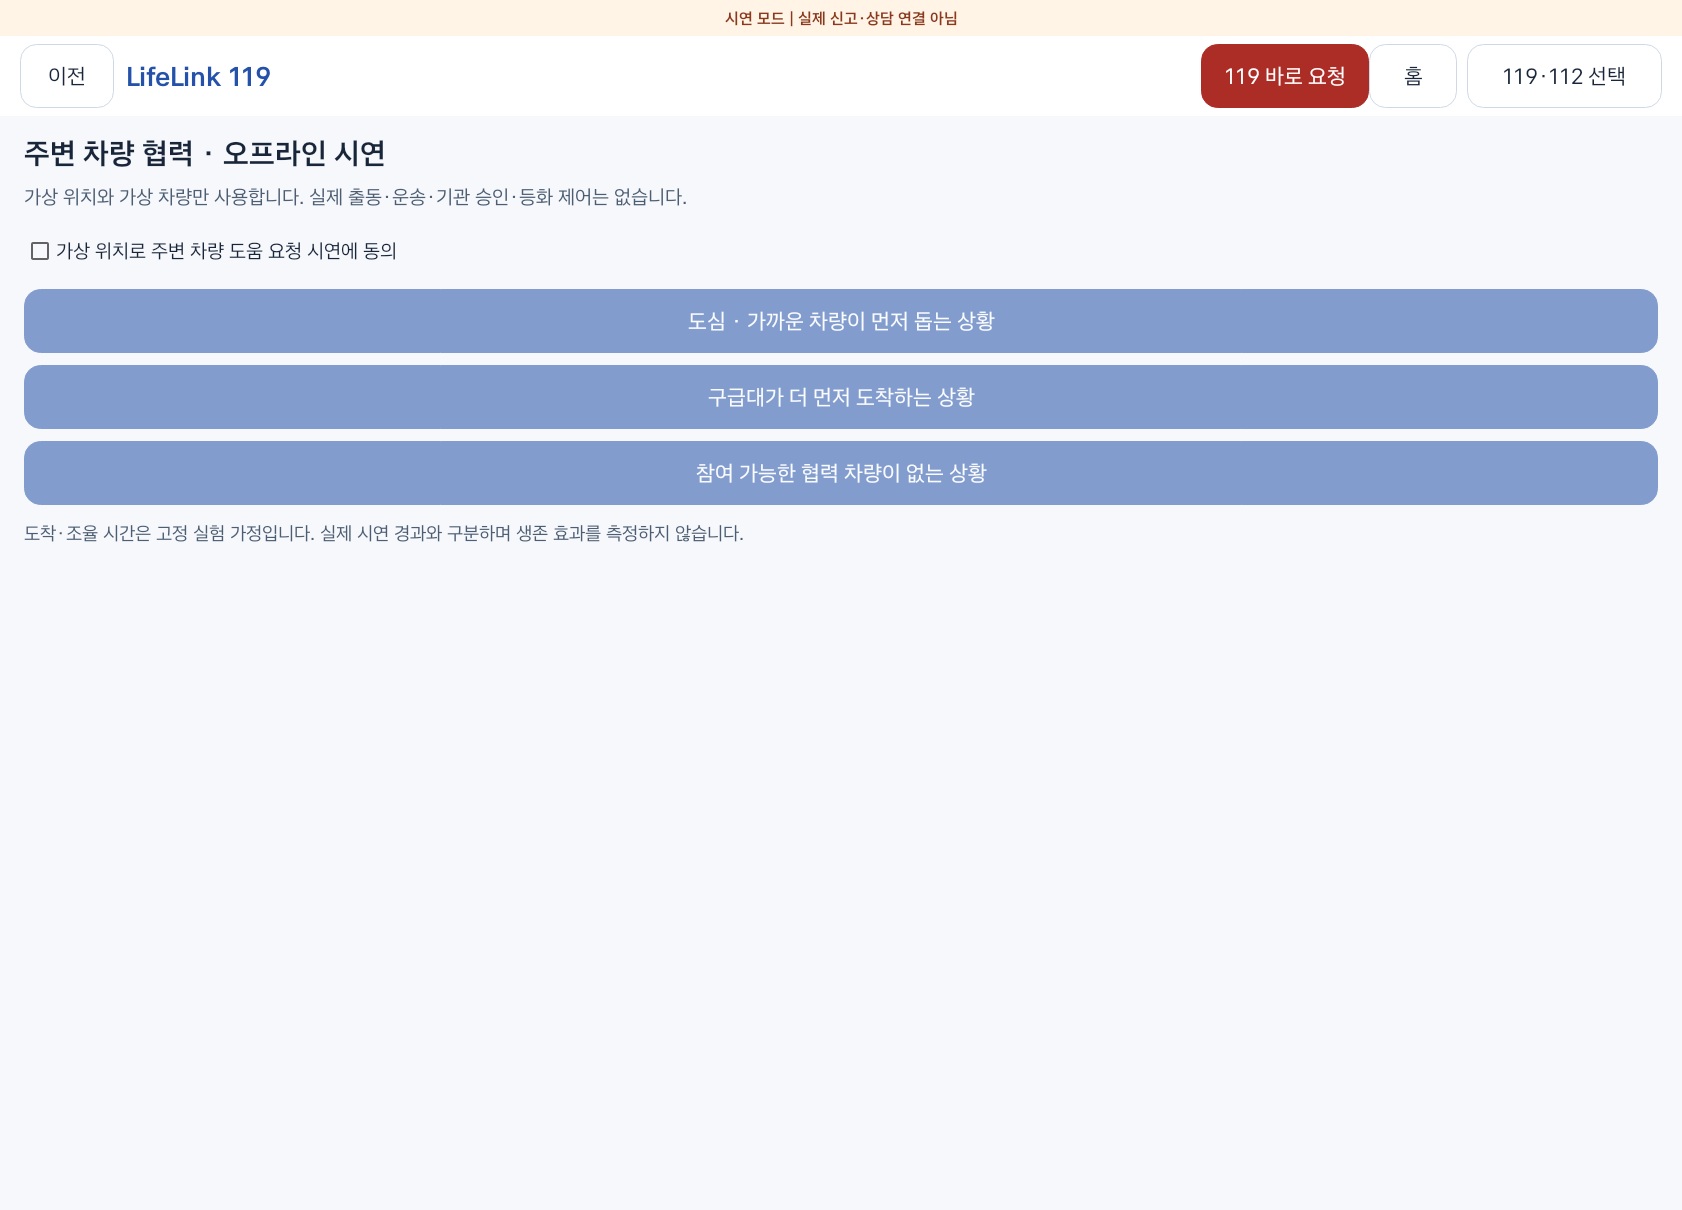 시연 모드 | 실제 신고·상담 연결 아님
이전
LifeLink 119
119 바로 요청
홈
119·112 선택
주변 차량 협력 · 오프라인 시연
가상 위치와 가상 차량만 사용합니다. 실제 출동·운송·기관 승인·등화 제어는 없습니다.
가상 위치로 주변 차량 도움 요청 시연에 동의
도심 · 가까운 차량이 먼저 돕는 상황
구급대가 더 먼저 도착하는 상황
참여 가능한 협력 차량이 없는 상황
도착·조율 시간은 고정 실험 가정입니다. 실제 시연 경과와 구분하며 생존 효과를 측정하지 않습니다.